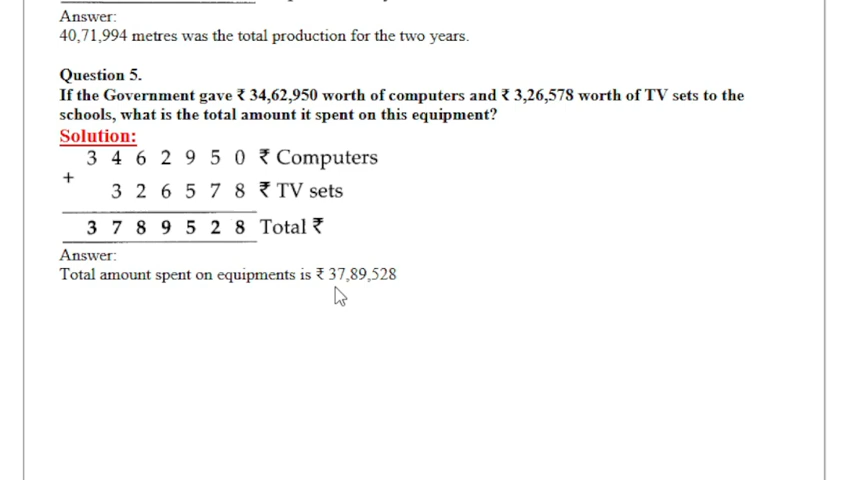 Answer:
40,71,994 metres was the total production for the two years.
Question 5.
If the Government gave ₹ 34,62,950 worth of computers and ₹ 3,26,578 worth of TV sets to the
schools, what is the total amount it spent on this equipment?
Solution:
3 4 6 2 9 5 0 ₹ Computers
+
3 2 6 5 7 8 ₹ TV sets
3 7 8 9 5 2 8 Total ₹
Answer:
Total amount spent on equipments is ₹ 37,89,528